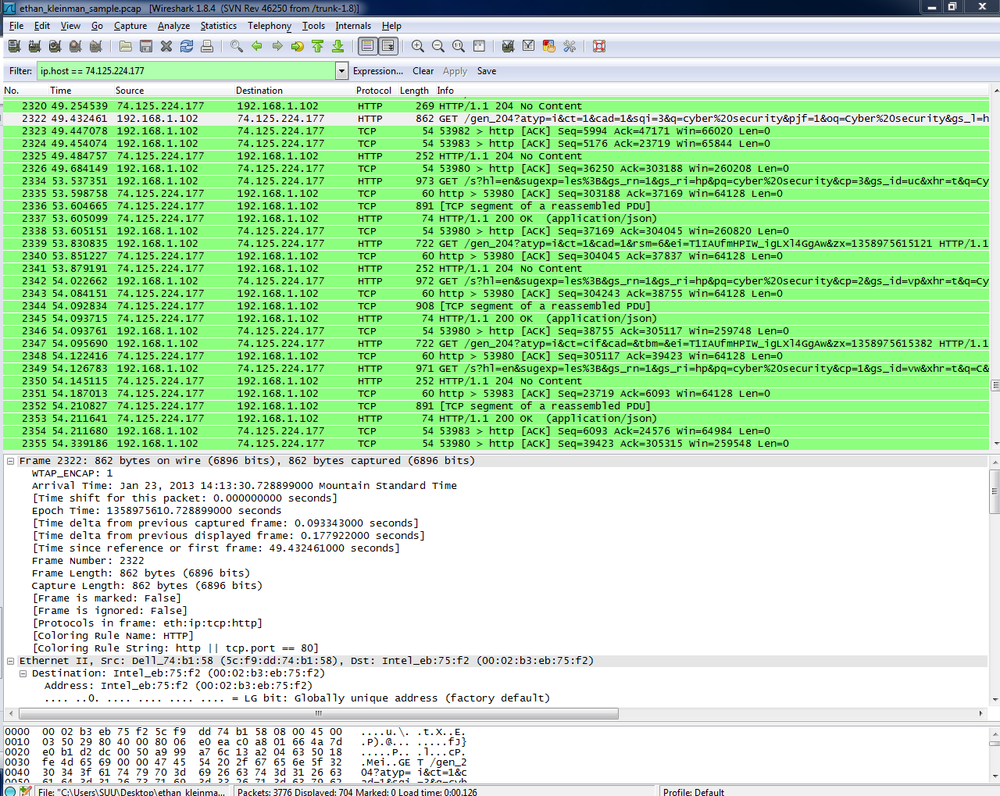 ethan_kleinman_sample.pcap [Wireshark 1.8.4 (SVN Rev 46250 from /trunk-1.8)]
File Edit View Go Capture Analyze Statistics Telephony Tools Internals Help
Filter: ip.host == 74.125.224.177 Expression... Clear Apply Save
No. Time Source Destination Protocol Length Info
2320 49.254539 74.125.224.177 192.168.1.102 HTTP 269 HTTP/1.1 204 No Content
2322 49.432461 192.168.1.102 74.125.224.177 HTTP 862 GET /gen_204?atyp=i&ct=1&cad=1&sqi=3&q=cyber%20security&pjf=1&oq=Cyber%20security&gs_l=h
2323 49.447078 192.168.1.102 74.125.224.177 TCP 54 53982 > http [ACK] Seq=5994 Ack=47171 Win=66020 Len=0
2324 49.454074 192.168.1.102 74.125.224.177 TCP 54 53983 > http [ACK] Seq=5176 Ack=23719 Win=65844 Len=0
2325 49.484757 74.125.224.177 192.168.1.102 HTTP 252 HTTP/1.1 204 No Content
2326 49.684149 192.168.1.102 74.125.224.177 TCP 54 53980 > http [ACK] Seq=36250 Ack=303188 Win=260208 Len=0
2334 53.537351 192.168.1.102 74.125.224.177 HTTP 973 GET /s?hl=en&sugexp=les%3B&gs_rn=1&gs_ri=hp&pq=cyber%20security&cp=3&gs_id=uc&xhr=t&q=Cy
2335 53.598758 74.125.224.177 192.168.1.102 TCP 60 http > 53980 [ACK] Seq=303188 Ack=37169 Win=64128 Len=0
2336 53.604665 74.125.224.177 192.168.1.102 TCP 891 [TCP segment of a reassembled PDU]
2337 53.605099 74.125.224.177 192.168.1.102 HTTP 74 HTTP/1.1 200 OK (application/json)
2338 53.605151 192.168.1.102 74.125.224.177 TCP 54 53980 > http [ACK] Seq=37169 Ack=304045 Win=260820 Len=0
2339 53.830835 192.168.1.102 74.125.224.177 HTTP 722 GET /gen_204?atyp=i&ct=1&cad=1&rsm=6&ei=T1IAUfmHPIW_igLXl4GgAw&zx=1358975615121 HTTP/1.1
2340 53.851227 74.125.224.177 192.168.1.102 TCP 60 http > 53980 [ACK] Seq=304045 Ack=37837 Win=64128 Len=0
2341 53.879191 74.125.224.177 192.168.1.102 HTTP 252 HTTP/1.1 204 No Content
2342 54.022662 192.168.1.102 74.125.224.177 HTTP 972 GET /s?hl=en&sugexp=les%3B&gs_rn=1&gs_ri=hp&pq=cyber%20security&cp=2&gs_id=vp&xhr=t&q=Cy
2343 54.084151 74.125.224.177 192.168.1.102 TCP 60 http > 53980 [ACK] Seq=304243 Ack=38755 Win=64128 Len=0
2344 54.092834 74.125.224.177 192.168.1.102 TCP 908 [TCP segment of a reassembled PDU]
2345 54.093715 74.125.224.177 192.168.1.102 HTTP 74 HTTP/1.1 200 OK (application/json)
2346 54.093761 192.168.1.102 74.125.224.177 TCP 54 53980 > http [ACK] Seq=38755 Ack=305117 Win=259748 Len=0
2347 54.095690 192.168.1.102 74.125.224.177 HTTP 722 GET /gen_204?atyp=i&ct=cif&cad=&tbm=&ei=T1IAUfmHPIW_igLXl4GgAw&zx=1358975615382 HTTP/1.1
2348 54.122416 74.125.224.177 192.168.1.102 TCP 60 http > 53980 [ACK] Seq=305117 Ack=39423 Win=64128 Len=0
2349 54.126783 192.168.1.102 74.125.224.177 HTTP 971 GET /s?hl=en&sugexp=les%3B&gs_rn=1&gs_ri=hp&pq=cyber%20security&cp=1&gs_id=vw&xhr=t&q=C&
2350 54.145115 74.125.224.177 192.168.1.102 HTTP 252 HTTP/1.1 204 No Content
2351 54.187013 74.125.224.177 192.168.1.102 TCP 60 http > 53983 [ACK] Seq=23719 Ack=6093 Win=64128 Len=0
2352 54.210827 74.125.224.177 192.168.1.102 TCP 891 [TCP segment of a reassembled PDU]
2353 54.211641 74.125.224.177 192.168.1.102 HTTP 74 HTTP/1.1 200 OK (application/json)
2354 54.211680 192.168.1.102 74.125.224.177 TCP 54 53983 > http [ACK] Seq=6093 Ack=24576 Win=64984 Len=0
2355 54.339186 192.168.1.102 74.125.224.177 TCP 54 53980 > http [ACK] Seq=39423 Ack=305315 Win=259548 Len=0
Frame 2322: 862 bytes on wire (6896 bits), 862 bytes captured (6896 bits)
WTAP_ENCAP: 1
Arrival Time: Jan 23, 2013 14:13:30.728899000 Mountain Standard Time
[Time shift for this packet: 0.000000000 seconds]
Epoch Time: 1358975610.728899000 seconds
[Time delta from previous captured frame: 0.093343000 seconds]
[Time delta from previous displayed frame: 0.177922000 seconds]
[Time since reference or first frame: 49.432461000 seconds]
Frame Number: 2322
Frame Length: 862 bytes (6896 bits)
Capture Length: 862 bytes (6896 bits)
[Frame is marked: False]
[Frame is ignored: False]
[Protocols in frame: eth:ip:tcp:http]
[Coloring Rule Name: HTTP]
[Coloring Rule String: http || tcp.port == 80]
Ethernet II, Src: Dell_74:b1:58 (5c:f9:dd:74:b1:58), Dst: Intel_eb:75:f2 (00:02:b3:eb:75:f2)
Destination: Intel_eb:75:f2 (00:02:b3:eb:75:f2)
Address: Intel_eb:75:f2 (00:02:b3:eb:75:f2)
.... ..0. .... .... .... .... = LG bit: Globally unique address (factory default)
0000 00 02 b3 eb 75 f2 5c f9 dd 74 b1 58 08 00 45 00 ....u.\. .t.X..E.
0010 03 50 29 80 40 00 80 06 e0 ea c0 a8 01 66 4a 7d .P).@... .....fJ}
0020 e0 b1 d2 dc 00 50 a9 99 a7 6c 13 a2 04 63 50 18 .....P.. .l...cP.
0030 fe 4d 65 69 00 00 47 45 54 20 2f 67 65 6e 5f 32 .Mei..GE T /gen_2
0040 30 34 3f 61 74 79 70 3d 69 26 63 74 3d 31 26 63 04?atyp= i&ct=1&c
0050 61 64 3d 31 26 73 71 69 3d 33 26 71 3d 63 79 62 ad=1&sqi =3&q=cyb
File: "C:\Users\SUU\Desktop\ethan_kleinma... Packets: 3776 Displayed: 704 Marked: 0 Load time: 0:00.126 Profile: Default